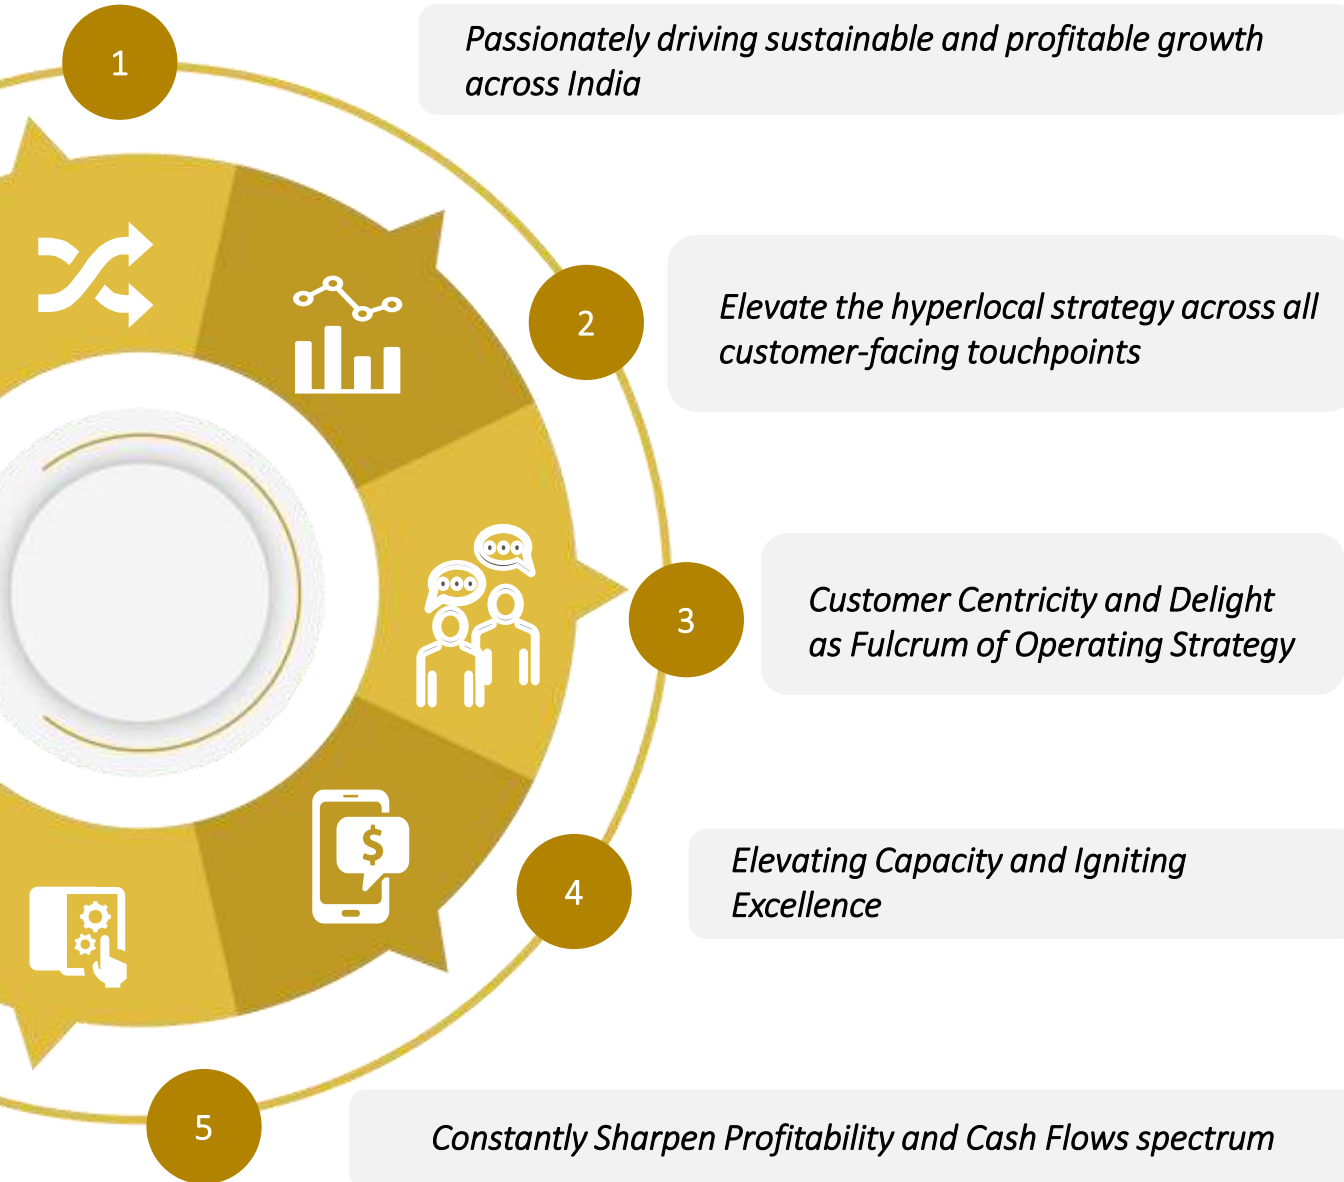 1
Passionately driving sustainable and profitable growth
across India
2
Elevate the hyperlocal strategy across all
customer-facing touchpoints
3
Customer Centricity and Delight
as Fulcrum of Operating Strategy
$
4
Elevating Capacity and Igniting
Excellence
5
Constantly Sharpen Profitability and Cash Flows spectrum